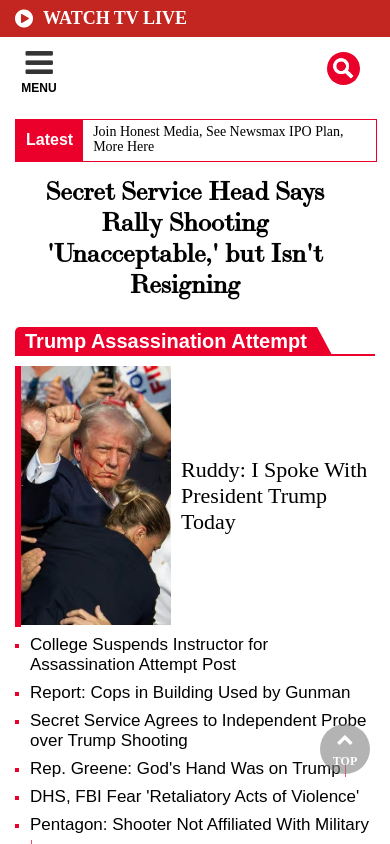 WATCH TV LIVE
MENU
Latest
Join Honest Media, See Newsmax IPO Plan,
More Here
Secret Service Head Says
Rally Shooting
'Unacceptable,' but Isn't
Resigning
Trump Assassination Attempt
Ruddy: I Spoke With
President Trump
Today
College Suspends Instructor for
Assassination Attempt Post
Report: Cops in Building Used by Gunman
Secret Service Agrees to Independent Probe
over Trump Shooting
Rep. Greene: God's Hand Was on Trump |
TOP
DHS, FBI Fear 'Retaliatory Acts of Violence'
Pentagon: Shooter Not Affiliated With Military
|